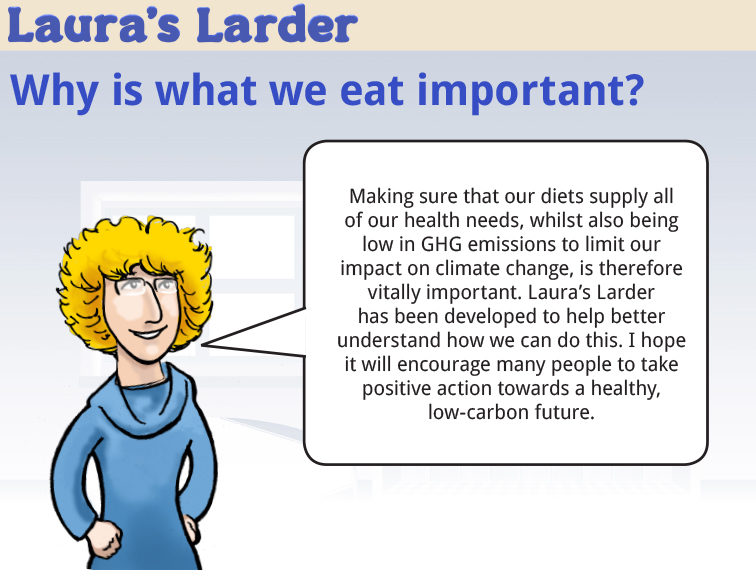 Laura's Larder
Why is what we eat important?
Making sure that our diets supply all
of our health needs, whilst also being
low in GHG emissions to limit our
impact on climate change, is therefore
vitally important. Laura's Larder
has been developed to help better
understand how we can do this. I hope
it will encourage many people to take
positive action towards a healthy,
low-carbon future.